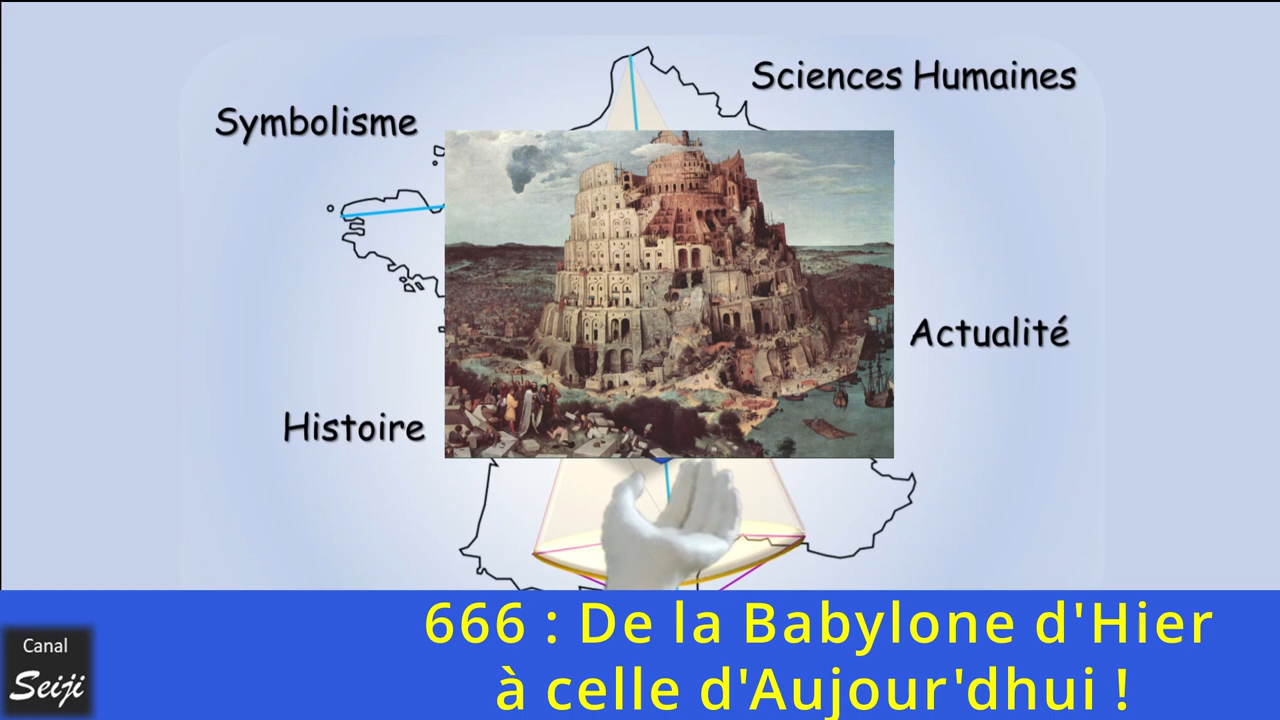 Sciences Humaines
Symbolisme
Actualité
Histoire
666 : De la Babylone d'Hier
à celle d'Aujour'dhui !
Canal
Seiji